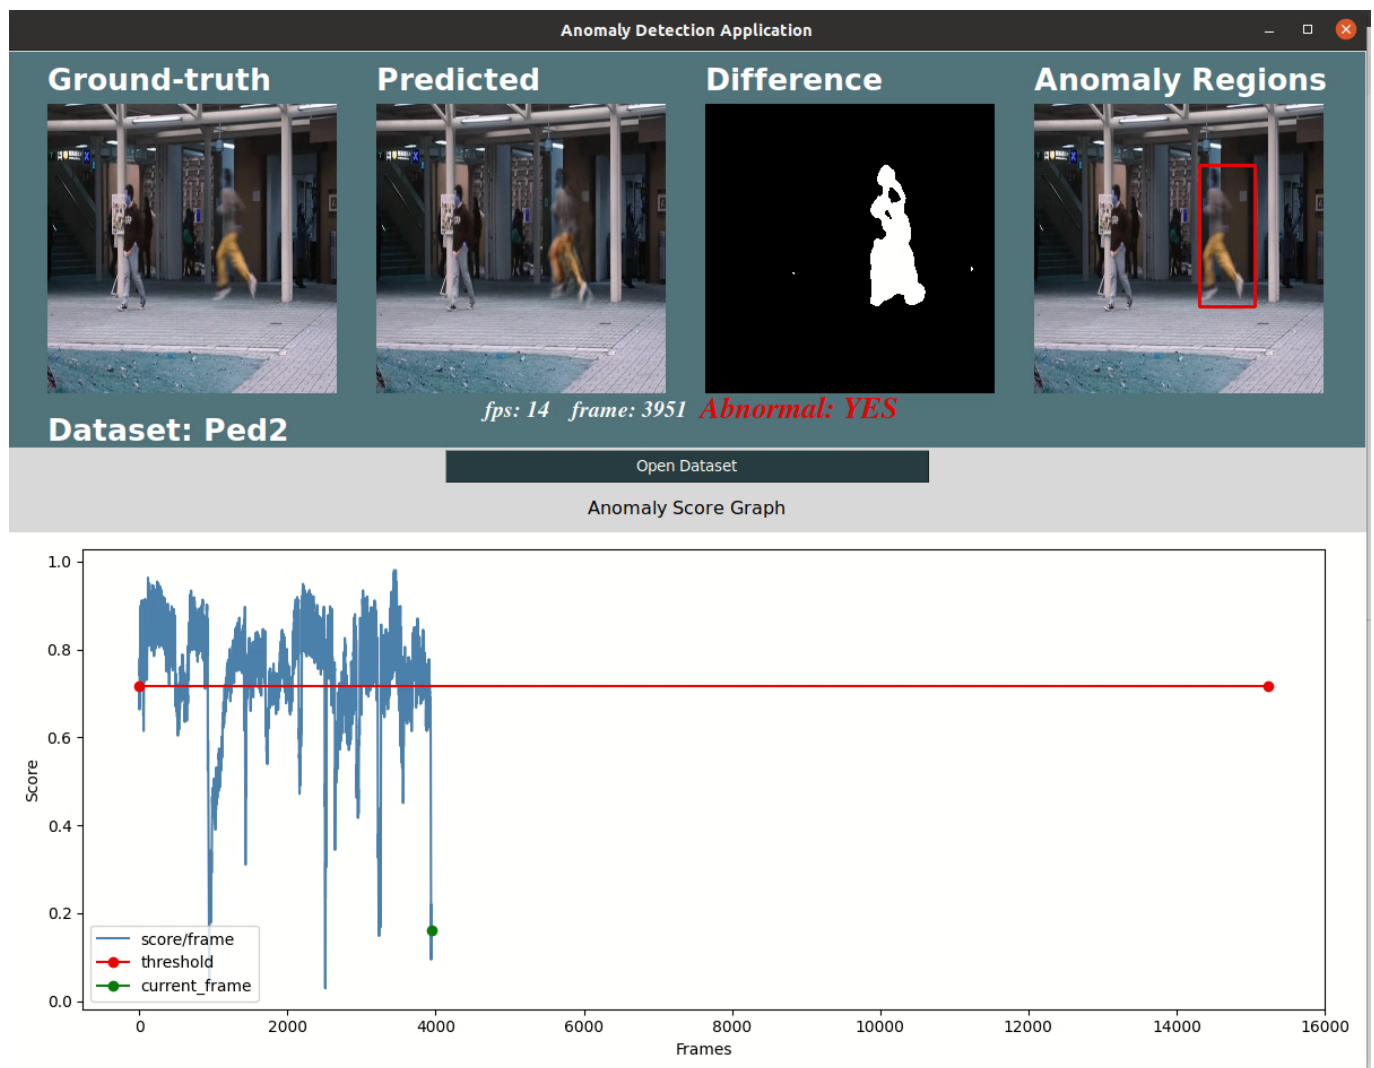 Anomaly Detection Application
Ground-truth Predicted Difference Anomaly Regions
fps: 14 frame: 3951 Abnormal: YES
Dataset: Ped2
Open Dataset
Anomaly Score Graph
1.0
0.8
0.6
0.4
0.2
0.0
Score
score/frame
threshold
current_frame
0 2000 4000 6000 8000 10000 12000 14000 16000
Frames